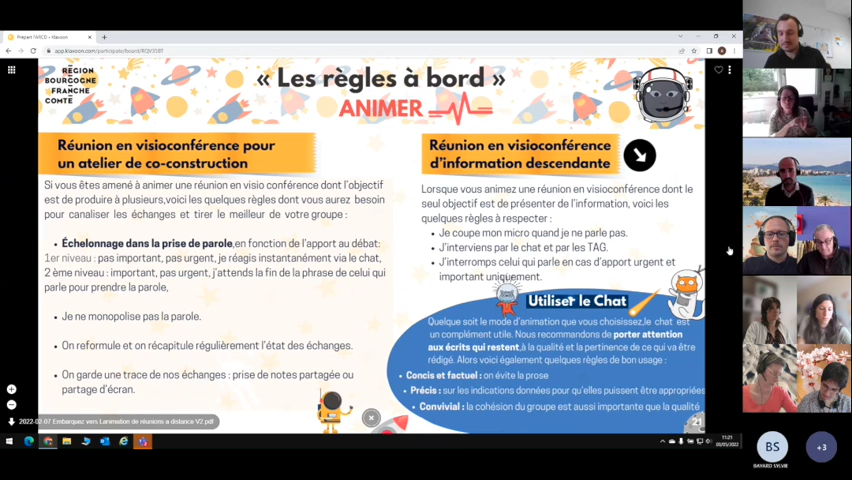 Prépart l'ARCD • Klaxoon
app.klaxoon.com/participate/board/RQV3GBT
RÉGION
BOURGOGNE
FRANCHE
COMTÉ
« Les règles à bord »
ANIMER
Réunion en visioconférence pour
un atelier de co-construction
Si vous êtes amené à animer une réunion en visio conférence dont l'objectif
est de produire à plusieurs,voici les quelques règles dont vous aurez besoin
pour canaliser les échanges et tirer le meilleur de votre groupe :
• Échelonnage dans la prise de parole,en fonction de l'apport au débat:
1er niveau : pas important, pas urgent, je réagis instantanément via le chat,
2 ème niveau : important, pas urgent, j'attends la fin de la phrase de celui qui
parle pour prendre la parole,
• Je ne monopolise pas la parole.
• On reformule et on récapitule régulièrement l'état des échanges.
• On garde une trace de nos échanges : prise de notes partagée ou
partage d'écran.
Réunion en visioconférence
d'information descendante
Lorsque vous animez une réunion en visioconférence dont le
seul objectif est de présenter de l'information, voici les
quelques règles à respecter :
• Je coupe mon micro quand je ne parle pas.
• J'interviens par le chat et par les TAG.
• J'interromps celui qui parle en cas d'apport urgent et
important uniquement.
Utiliser le Chat
Quelque soit le mode d'animation que vous choisissez,le chat est
un complément utile. Nous recommandons de porter attention
aux écrits qui restent,à la qualité et la pertinence de ce qui va être
rédigé. Alors voici également quelques règles de bon usage :
• Concis et factuel : on évite la prose
• Précis : sur les indications données pour qu'elles puissent être appropriées
• Convivial : la cohésion du groupe est aussi importante que la qualité
21
2022-02-07 Embarquez vers Lanimation de réunions a distance V2.pdf
11:21
03/05/2022
BS
BAYARD SYLVIE
+3